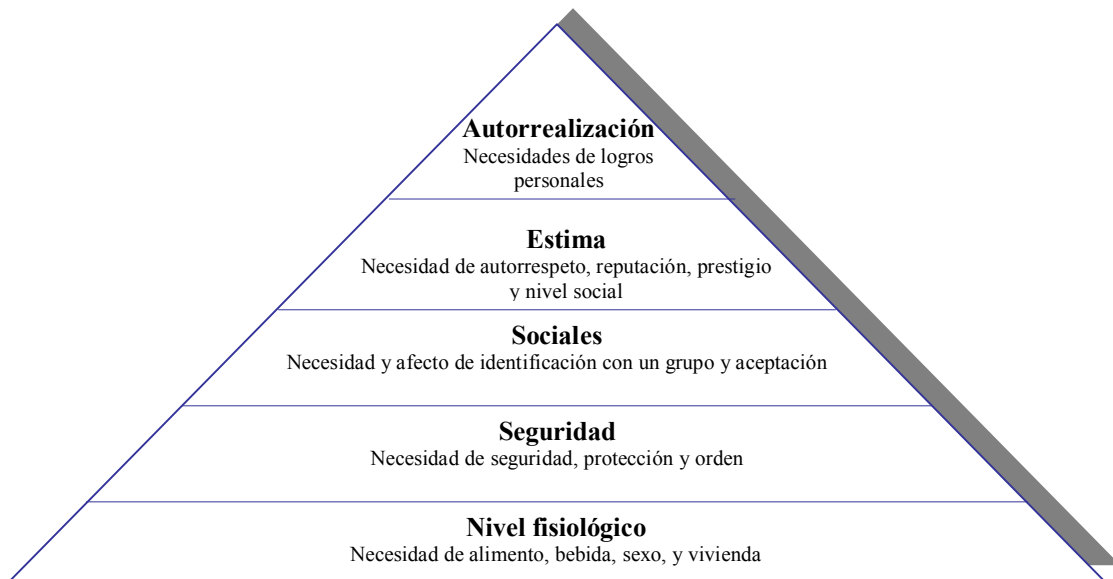 Autorrealización
Necesidades de logros
personales
Estima
Necesidad de autorrespeto, reputación, prestigio
y nivel social
Sociales
Necesidad y afecto de identificación con un grupo y aceptación
Seguridad
Necesidad de seguridad, protección y orden
Nivel fisiológico
Necesidad de alimento, bebida, sexo, y vivienda